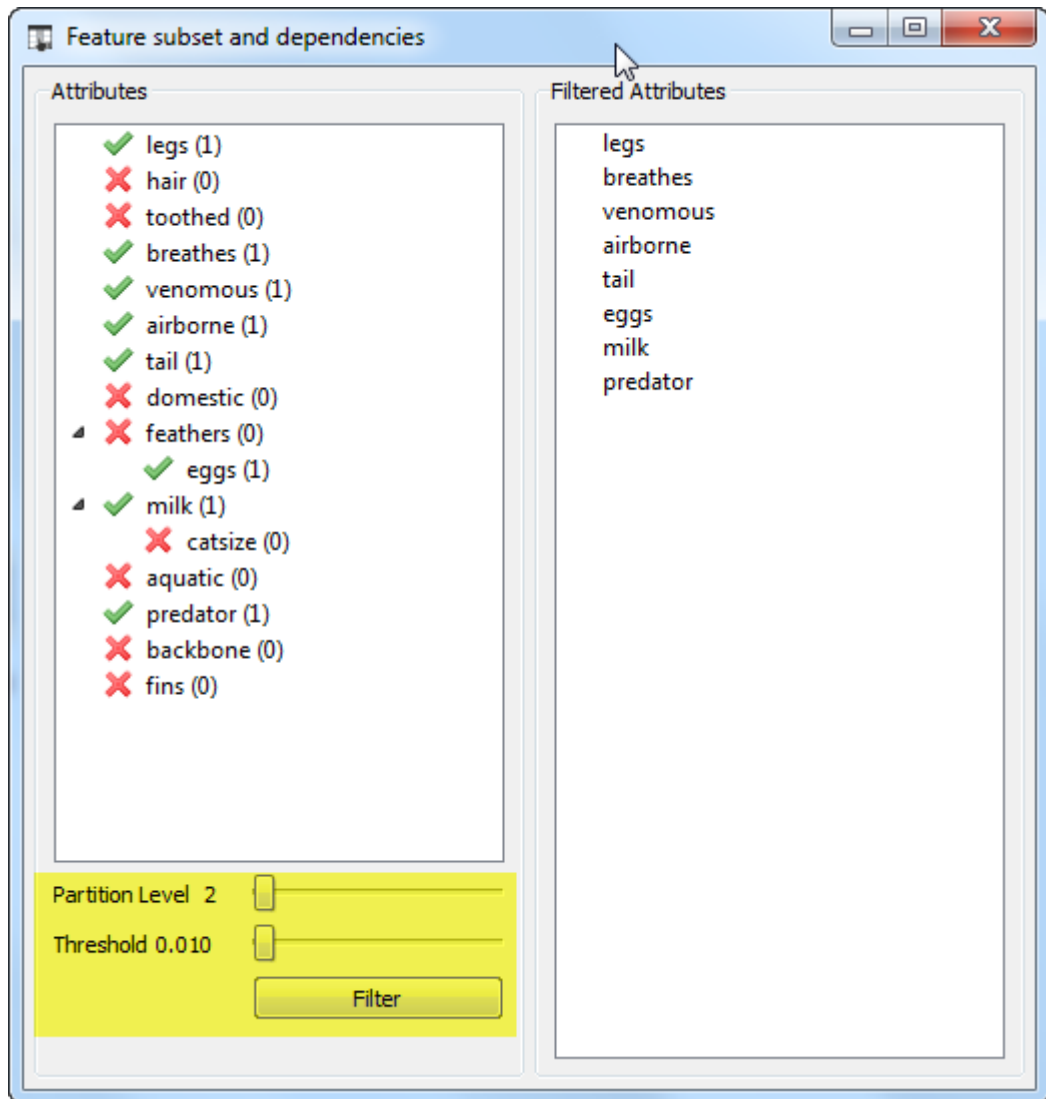 Feature subset and dependencies
Attributes
legs (1)
hair (0)
toothed (0)
breathes (1)
venomous (1)
airborne (1)
tail (1)
domestic (0)
feathers (0)
eggs (1)
milk (1)
catsize (0)
aquatic (0)
predator (1)
backbone (0)
fins (0)
Partition Level 2
Threshold 0.010
Filter
Filtered Attributes
legs
breathes
venomous
airborne
tail
eggs
milk
predator